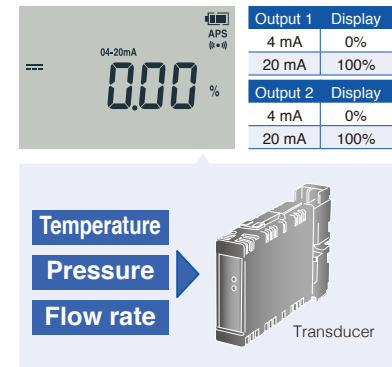 APS
04-20mA
0.00 %
Output 1 Display
4 mA 0%
20 mA 100%
Output 2 Display
4 mA 0%
20 mA 100%
Temperature
Pressure
Flow rate
Transducer